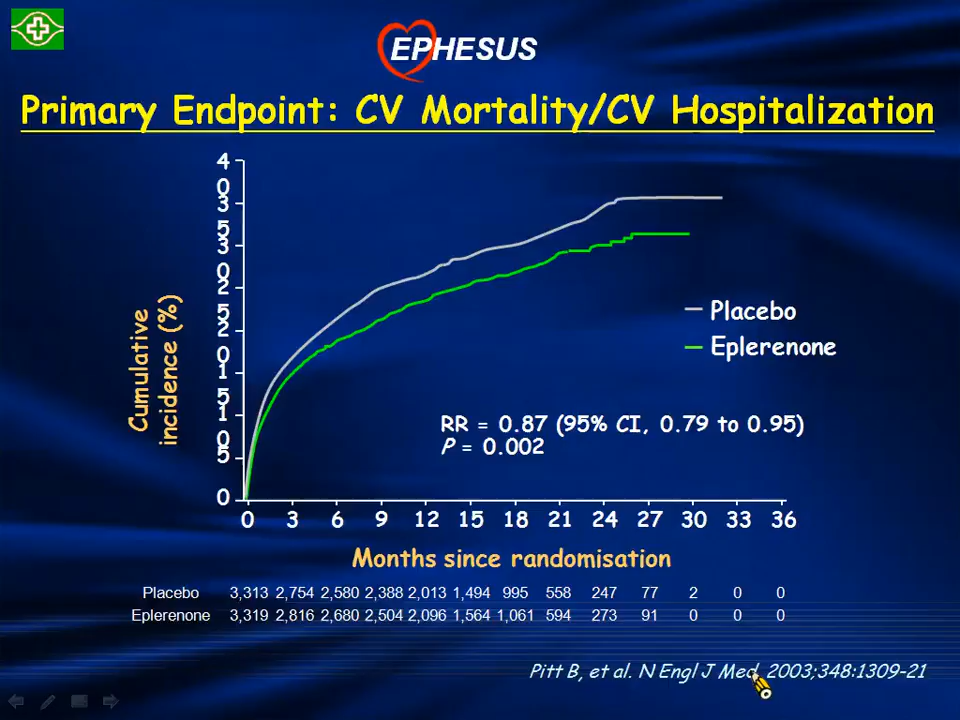 EPHESUS
Primary Endpoint: CV Mortality/CV Hospitalization
40
35
30
25
20
15
10
5
0
Cumulative
incidence (%)
Placebo
Eplerenone
RR = 0.87 (95% CI, 0.79 to 0.95)
P = 0.002
0 3 6 9 12 15 18 21 24 27 30 33 36
Months since randomisation
Placebo 3,313 2,754 2,580 2,388 2,013 1,494 995 558 247 77 2 0 0
Eplerenone 3,319 2,816 2,680 2,504 2,096 1,564 1,061 594 273 91 0 0 0
Pitt B, et al. N Engl J Med. 2003;348:1309-21